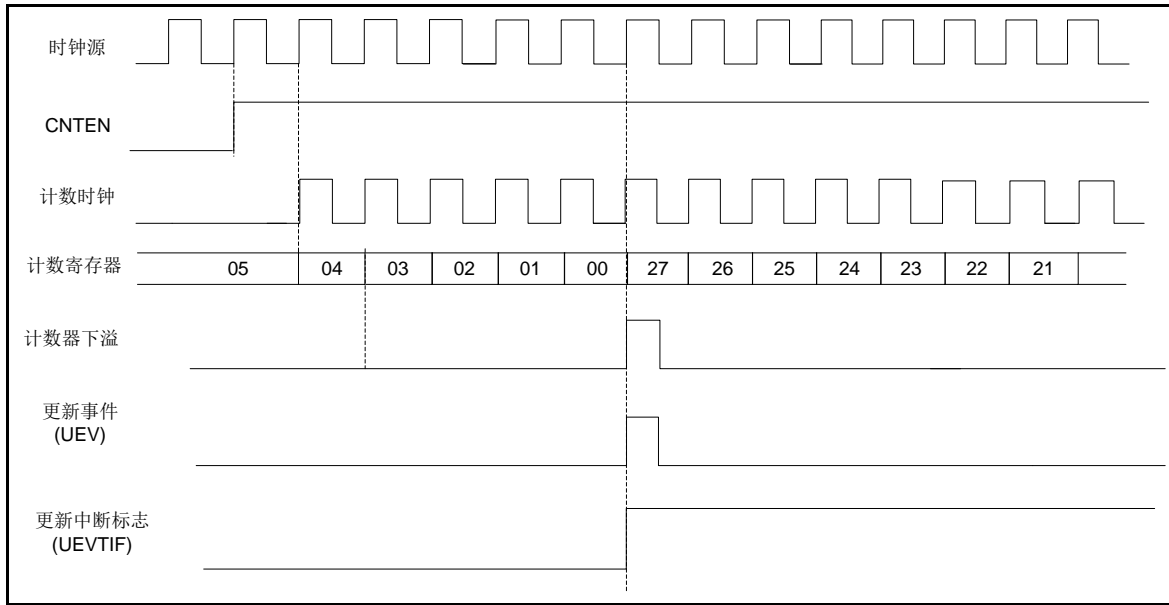 时钟源
CNTEN
计数时钟
计数寄存器 05 04 03 02 01 00 27 26 25 24 23 22 21
计数器下溢
更新事件
(UEV)
更新中断标志
(UEVTIF)